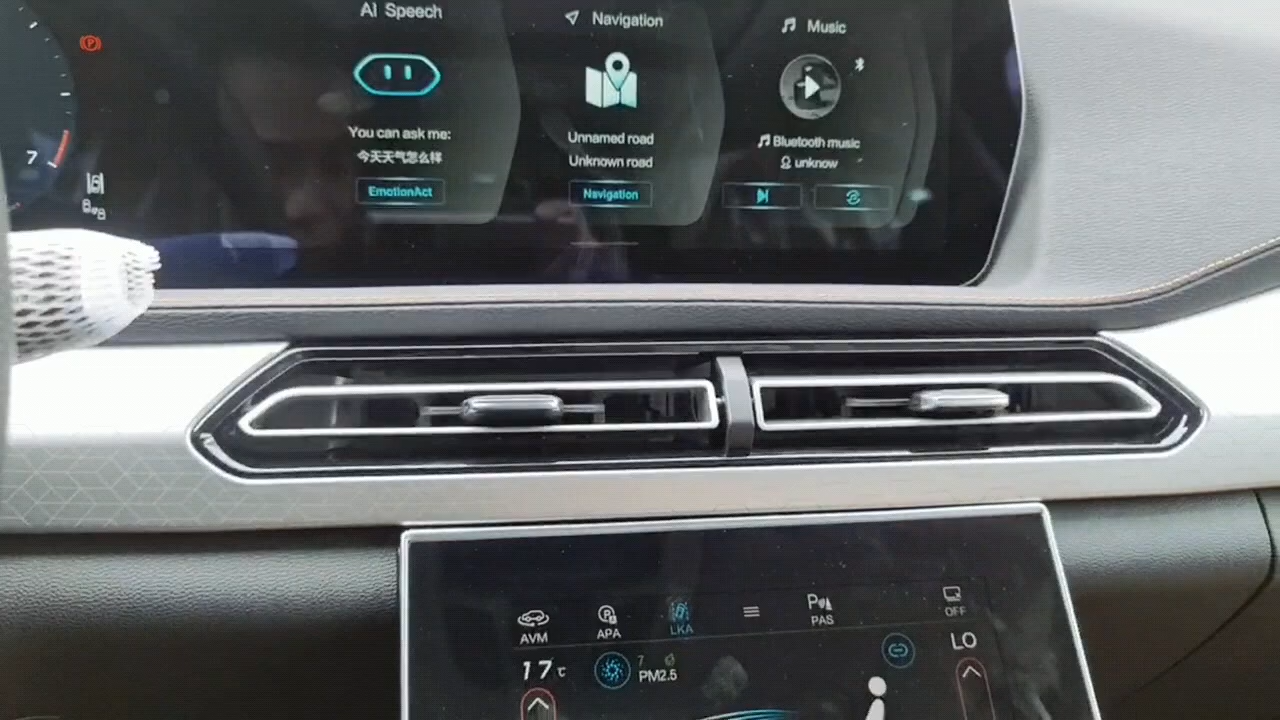 AI Speech
You can ask me:
今天天气怎么样
EmotionAct
Navigation
Unnamed road
Unknown road
Navigation
Music
Bluetooth music
unknow
7
AVM
APA
LKA
PAS
OFF
17℃
7
PM2.5
LO